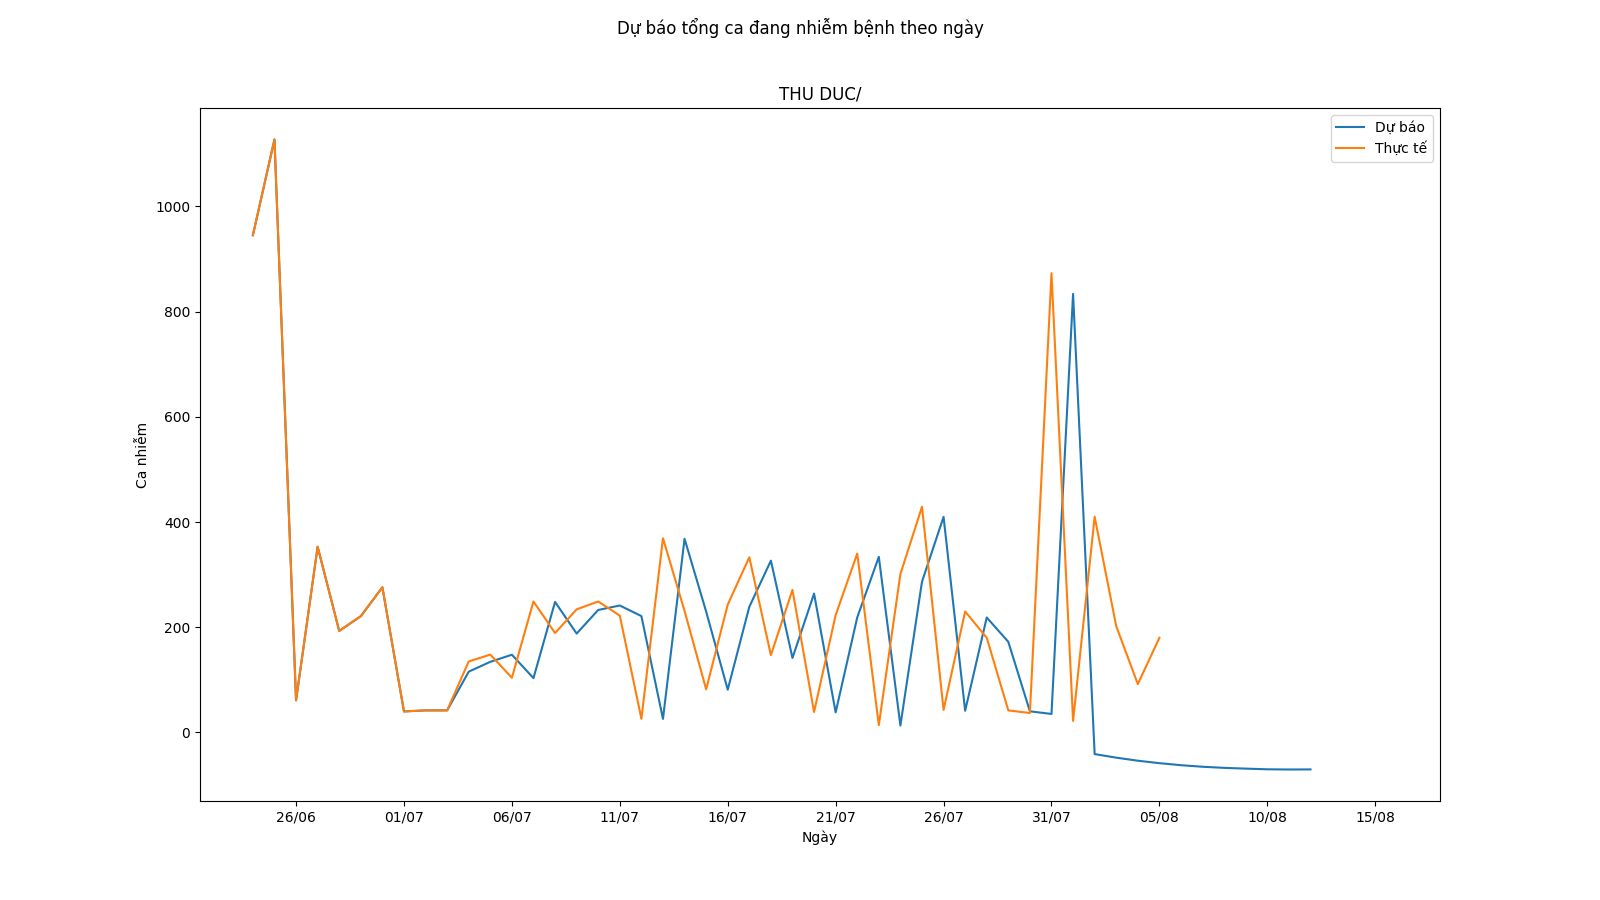 Dự báo tổng ca đang nhiễm bệnh theo ngày
THU DUC/
Dự báo
Thực tế
1000
800
600
400
200
0
Ca nhiễm
26/06
01/07
06/07
11/07
16/07
21/07
26/07
31/07
05/08
10/08
15/08
Ngày